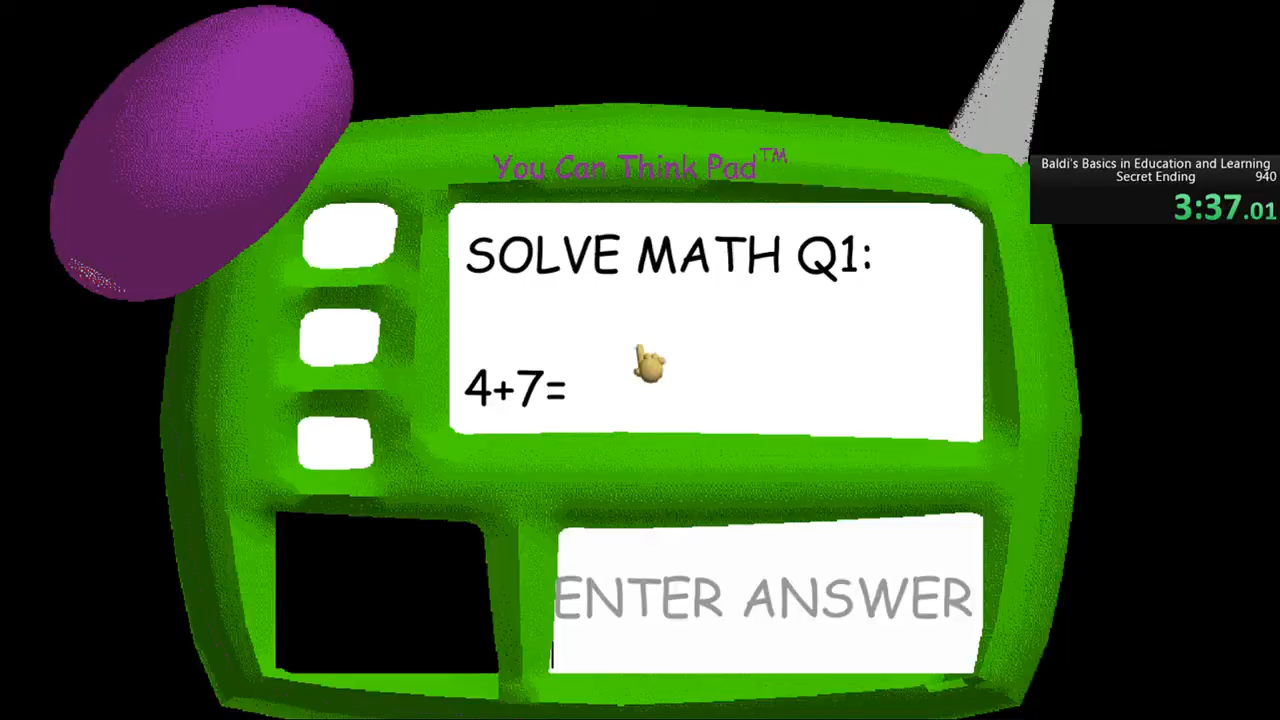 You Can Think Pad™
SOLVE MATH Q1:
4+7=
ENTER ANSWER
Baldi's Basics in Education and Learning
Secret Ending 940
3:37.01